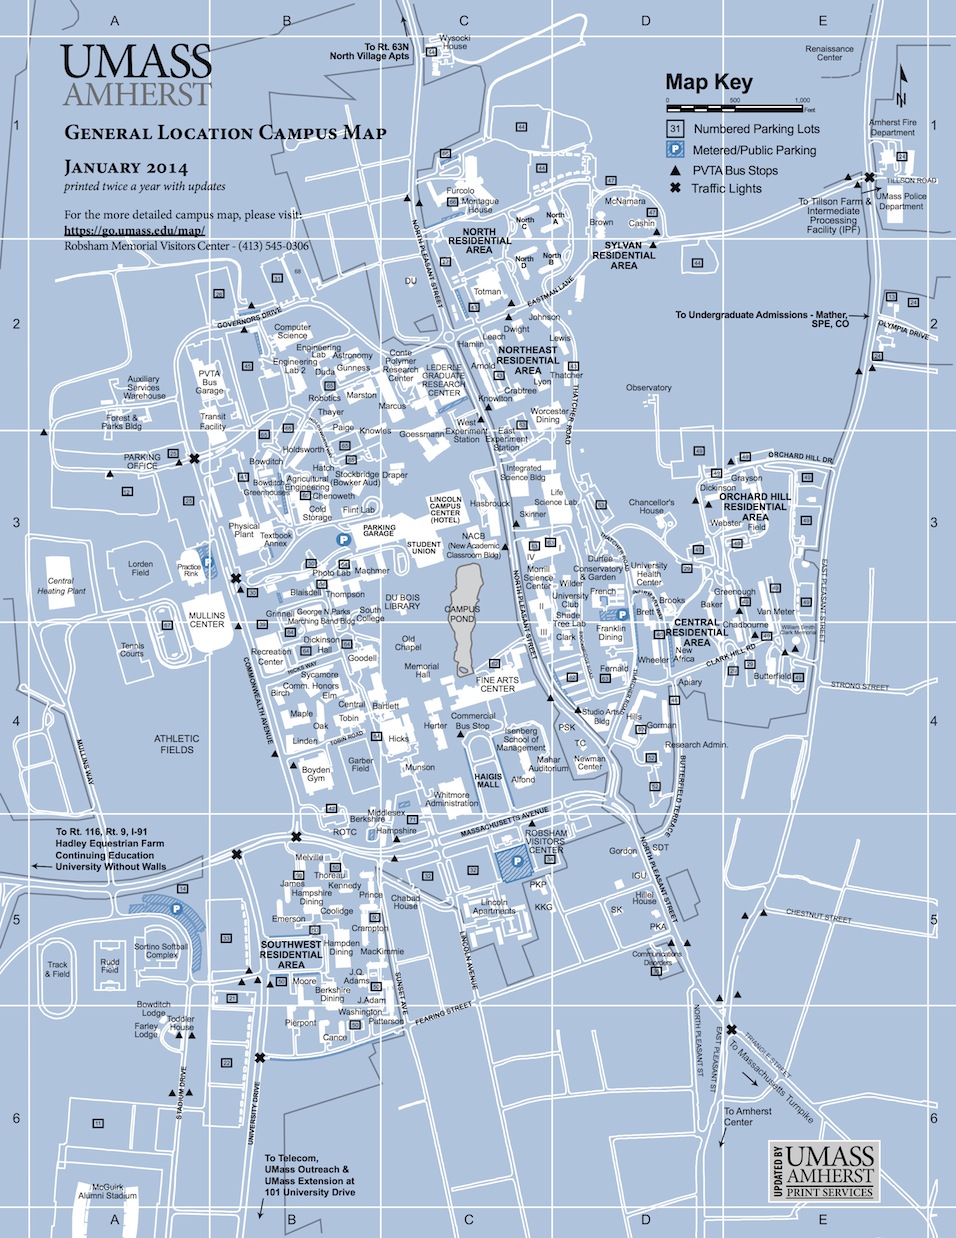 A
B
C
D
E
UMASS
AMHERST
General Location Campus Map
January 2014
printed twice a year with updates
For the more detailed campus map, please visit:
https://go.umass.edu/map/
Robsham Memorial Visitors Center - (413) 545-0306
To Rt. 63N
North Village Apts
Wysocki
House
Renaissance
Center
Map Key
0
500
1,000
Feet
N
31
Numbered Parking Lots
P
Metered/Public Parking
PVTA Bus Stops
Traffic Lights
1
1
Amherst Fire
Department
TILLSON ROAD
UMass Police
Department
To Tillson Farm &
Intermediate
Processing
Facility (IPF)
44
44
Furcolo
Montague
House
North
A
North
B
North
C
North
D
NORTH
RESIDENTIAL
AREA
McNamara
Brown
Cashin
SYLVAN
RESIDENTIAL
AREA
44
NORTH PLEASANT STREET
DU
Totman
EASTMAN LANE
68
GOVERNORS DRIVE
2
2
To Undergraduate Admissions - Mather,
SPE, CO
OLYMPIA DRIVE
Computer
Science
Engineering
Lab
Engineering
Lab 2
Astronomy
Duda
Gunness
Robotics
Marston
Thayer
Marcus
Paige
Knowles
Conte
Polymer
Research
Center
LEDERLE
GRADUATE
RESEARCH
CENTER
Goessmann
Johnson
Dwight
Leach
Hamlin
Lewis
NORTHEAST
RESIDENTIAL
AREA
Arnold
Thatcher
Lyon
Crabtree
Knowlton
Worcester
Dining
THATCHER ROAD
West
Experiment
Station
East
Experiment
Station
Observatory
PVTA
Bus
Garage
Auxiliary
Services
Warehouse
Forest &
Parks Bldg
Transit
Facility
PARKING
OFFICE
Holdsworth
Bowditch
Bowditch
Greenhouses
Hatch
Agricultural
Engineering
Stockbridge
(Bowker Aud)
Draper
Chenoweth
Cold
Storage
Flint Lab
Physical
Plant
Textbook
Annex
LINCOLN
CAMPUS
CENTER
(HOTEL)
PARKING
GARAGE
STUDENT
UNION
Hasbrouck
Integrated
Science Bldg
Life
Science Lab.
Skinner
NACB
(New Academic
Classroom Bldg)
ORCHARD HILL DR
Grayson
Dickinson
ORCHARD HILL
RESIDENTIAL
AREA
Webster
Field
Chancellor's
House
3
3
Central
Heating Plant
Lorden
Field
Practice
Rink
P
P
Photo Lab
Machmer
Blaisdell
Thompson
DU BOIS
LIBRARY
CAMPUS
POND
IV
Morrill
Science
Center
II
III
Durfee
Conservatory
& Garden
Wilder
French
University
Club
Shade
Tree Lab
Clark
P
Franklin
Dining
University
Health
Center
INFIRMARY WAY
Brett
Brooks
Baker
Greenough
Chadbourne
Van Meter
CENTRAL
RESIDENTIAL
AREA
New
Africa
Wheeler
CLARK HILL RD
William Smith
Clark Memorial
Butterfield
EAST PLEASANT STREET
STRONG STREET
Fernald
Apiary
MULLINS
CENTER
Tennis
Courts
Grinnell
George N. Parks
Marching Band Bldg
South
College
Recreation
Center
Dickinson
Hall
Goodell
HICKS WAY
Sycamore
Comm. Honors
Birch
Elm
Central
Bartlett
Maple
Tobin
Oak
Linden
TOBIN ROAD
Hicks
Garber
Field
Boyden
Gym
Munson
Old
Chapel
Memorial
Hall
FINE ARTS
CENTER
Herter
Commercial
Bus Stop
Isenberg
School of
Management
Mahar
Auditorium
Alfond
HAIGIS
MALL
Whitmore
Administration
Studio Arts
Bldg
PSK
TC
Newman
Center
Hills
Gorman
Research Admin.
BUTTERFIELD TERRACE
THATCHER ROAD
NORTH PLEASANT STREET
COMMONWEALTH AVENUE
ATHLETIC
FIELDS
MULLINS WAY
4
4
Middlesex
Berkshire
Hampshire
ROTC
MASSACHUSETTS AVENUE
ROBSHAM
VISITORS
CENTER
P
PKP
KKG
Lincoln
Apartments
Chabad
House
LINCOLN AVENUE
Gordon
SDT
IGU
Hillel
House
SK
PKA
NORTH PLEASANT STREET
Communications
Disorders
CHESTNUT STREET
To Rt. 116, Rt. 9, I-91
Hadley Equestrian Farm
Continuing Education
University Without Walls
5
5
P
Melville
Thoreau
James
Kennedy
Hampshire
Dining
Prince
Coolidge
Emerson
Crampton
SOUTHWEST
RESIDENTIAL
AREA
Hampden
Dining
MacKimmie
J.Q.
Adams
Moore
Berkshire
Dining
J.Adam
Washington
Patterson
Pierpont
Cance
SUNSET AVE
FEARING STREET
Sortino Softball
Complex
Track
& Field
Rudd
Field
Bowditch
Lodge
Farley
Lodge
Toddler
House
STADIUM DRIVE
UNIVERSITY DRIVE
11
NORTH PLEASANT ST
EAST PLEASANT ST
TRIANGLE STREET
To Massachusetts Turnpike
To Amherst
Center
6
6
To Telecom,
UMass Outreach &
UMass Extension at
101 University Drive
McGuirk
Alumni Stadium
UPDATED BY
UMASS
AMHERST
PRINT SERVICES
A
B
C
D
E